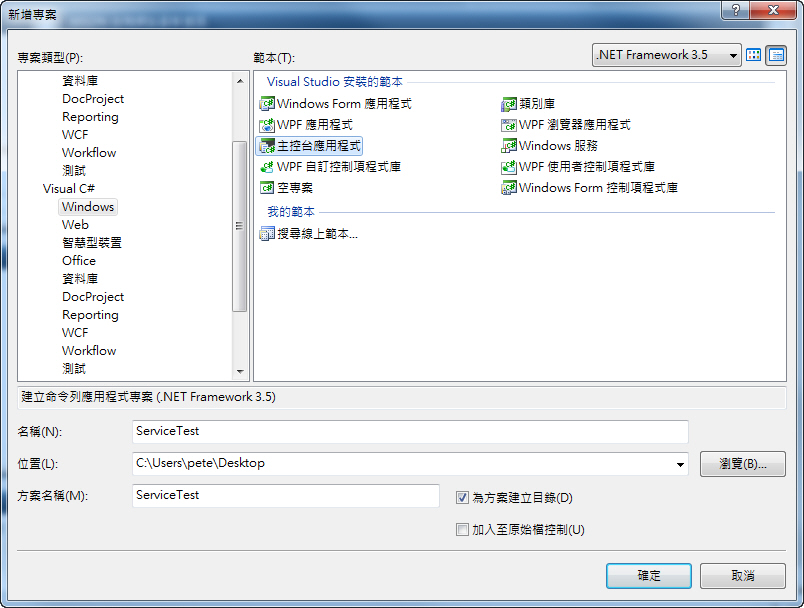 新增專案
專案類型(P):
範本(T):
.NET Framework 3.5
資料庫
DocProject
Reporting
WCF
Workflow
測試
Visual C#
Windows
Web
智慧型裝置
Office
資料庫
DocProject
Reporting
WCF
Workflow
測試
Visual Studio 安裝的範本
Windows Form 應用程式
類別庫
WPF 應用程式
WPF 瀏覽器應用程式
主控台應用程式
Windows 服務
WPF 自訂控制項程式庫
WPF 使用者控制項程式庫
空專案
Windows Form 控制項程式庫
我的範本
搜尋線上範本...
建立命令列應用程式專案 (.NET Framework 3.5)
名稱(N):
ServiceTest
位置(L):
C:\Users\pete\Desktop
瀏覽(B)...
方案名稱(M):
ServiceTest
為方案建立目錄(D)
加入至原始檔控制(U)
確定
取消